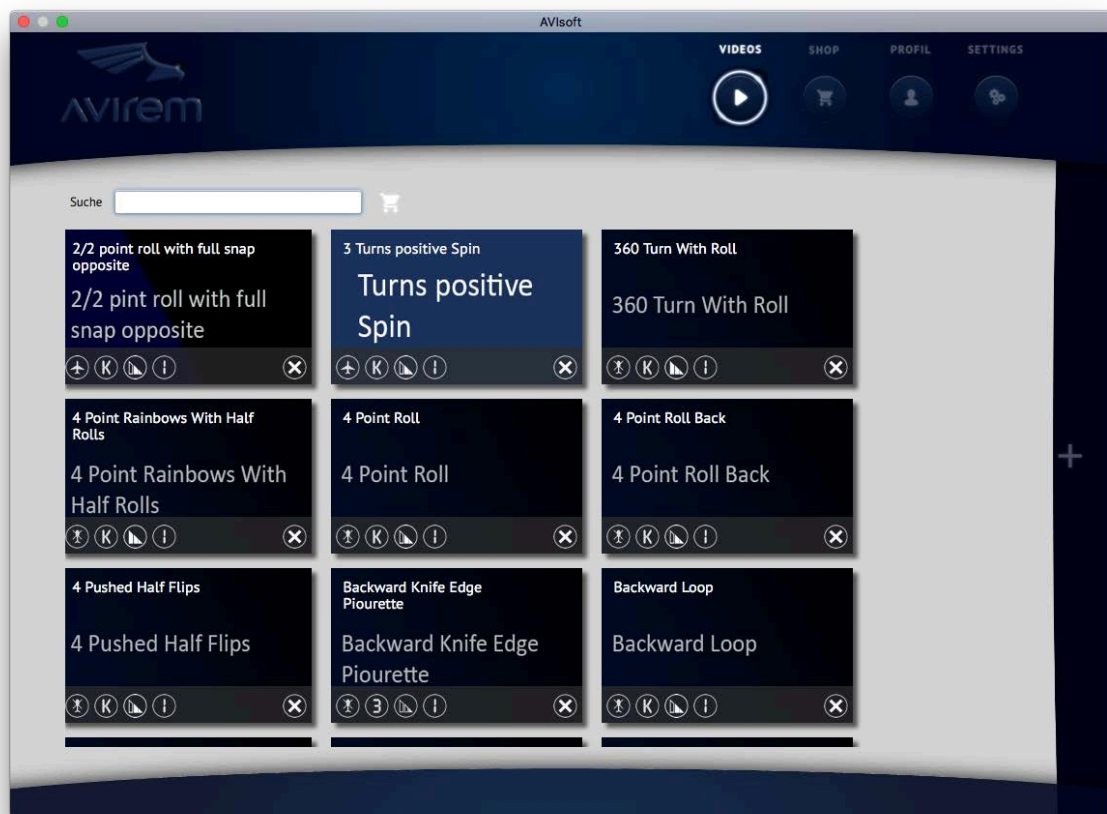 AVIsoft
AVIrem
VIDEOS SHOP PROFIL SETTINGS
Suche
2/2 point roll with full snap
opposite
2/2 pint roll with full
snap opposite
K
3 Turns positive Spin
Turns positive
Spin
K
360 Turn With Roll
360 Turn With Roll
K
4 Point Rainbows With Half
Rolls
4 Point Rainbows With
Half Rolls
K
4 Point Roll
4 Point Roll
K
4 Point Roll Back
4 Point Roll Back
K
4 Pushed Half Flips
4 Pushed Half Flips
K
Backward Knife Edge
Piourette
Backward Knife Edge
Piourette
3
Backward Loop
Backward Loop
K